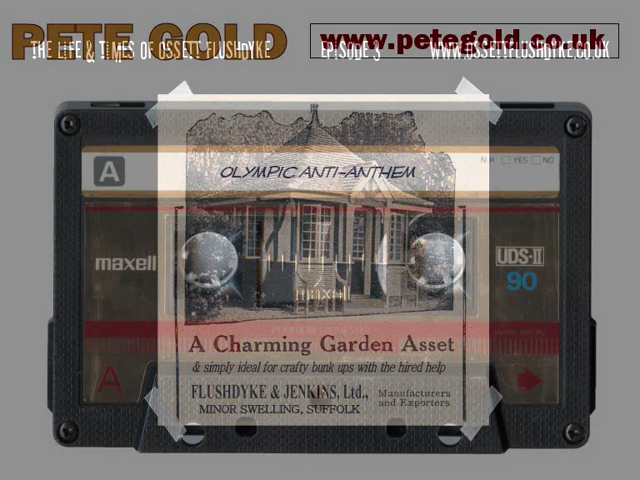 PETE GOLD
www.petegold.co.uk
THE LIFE & TIMES OF OSSETT FLUSHDYKE EPISODE 3 WWW.OSSETTFLUSHDYKE.CO.UK
A
N.R YES NO
OLYMPIC ANTI-ANTHEM
maxell
UDS-II
90
maxell
A Charming Garden Asset
& simply ideal for crafty bunk ups with the hired help
A
FLUSHDYKE & JENKINS, Ltd., Manufacturers and Exporters
MINOR SWELLING, SUFFOLK